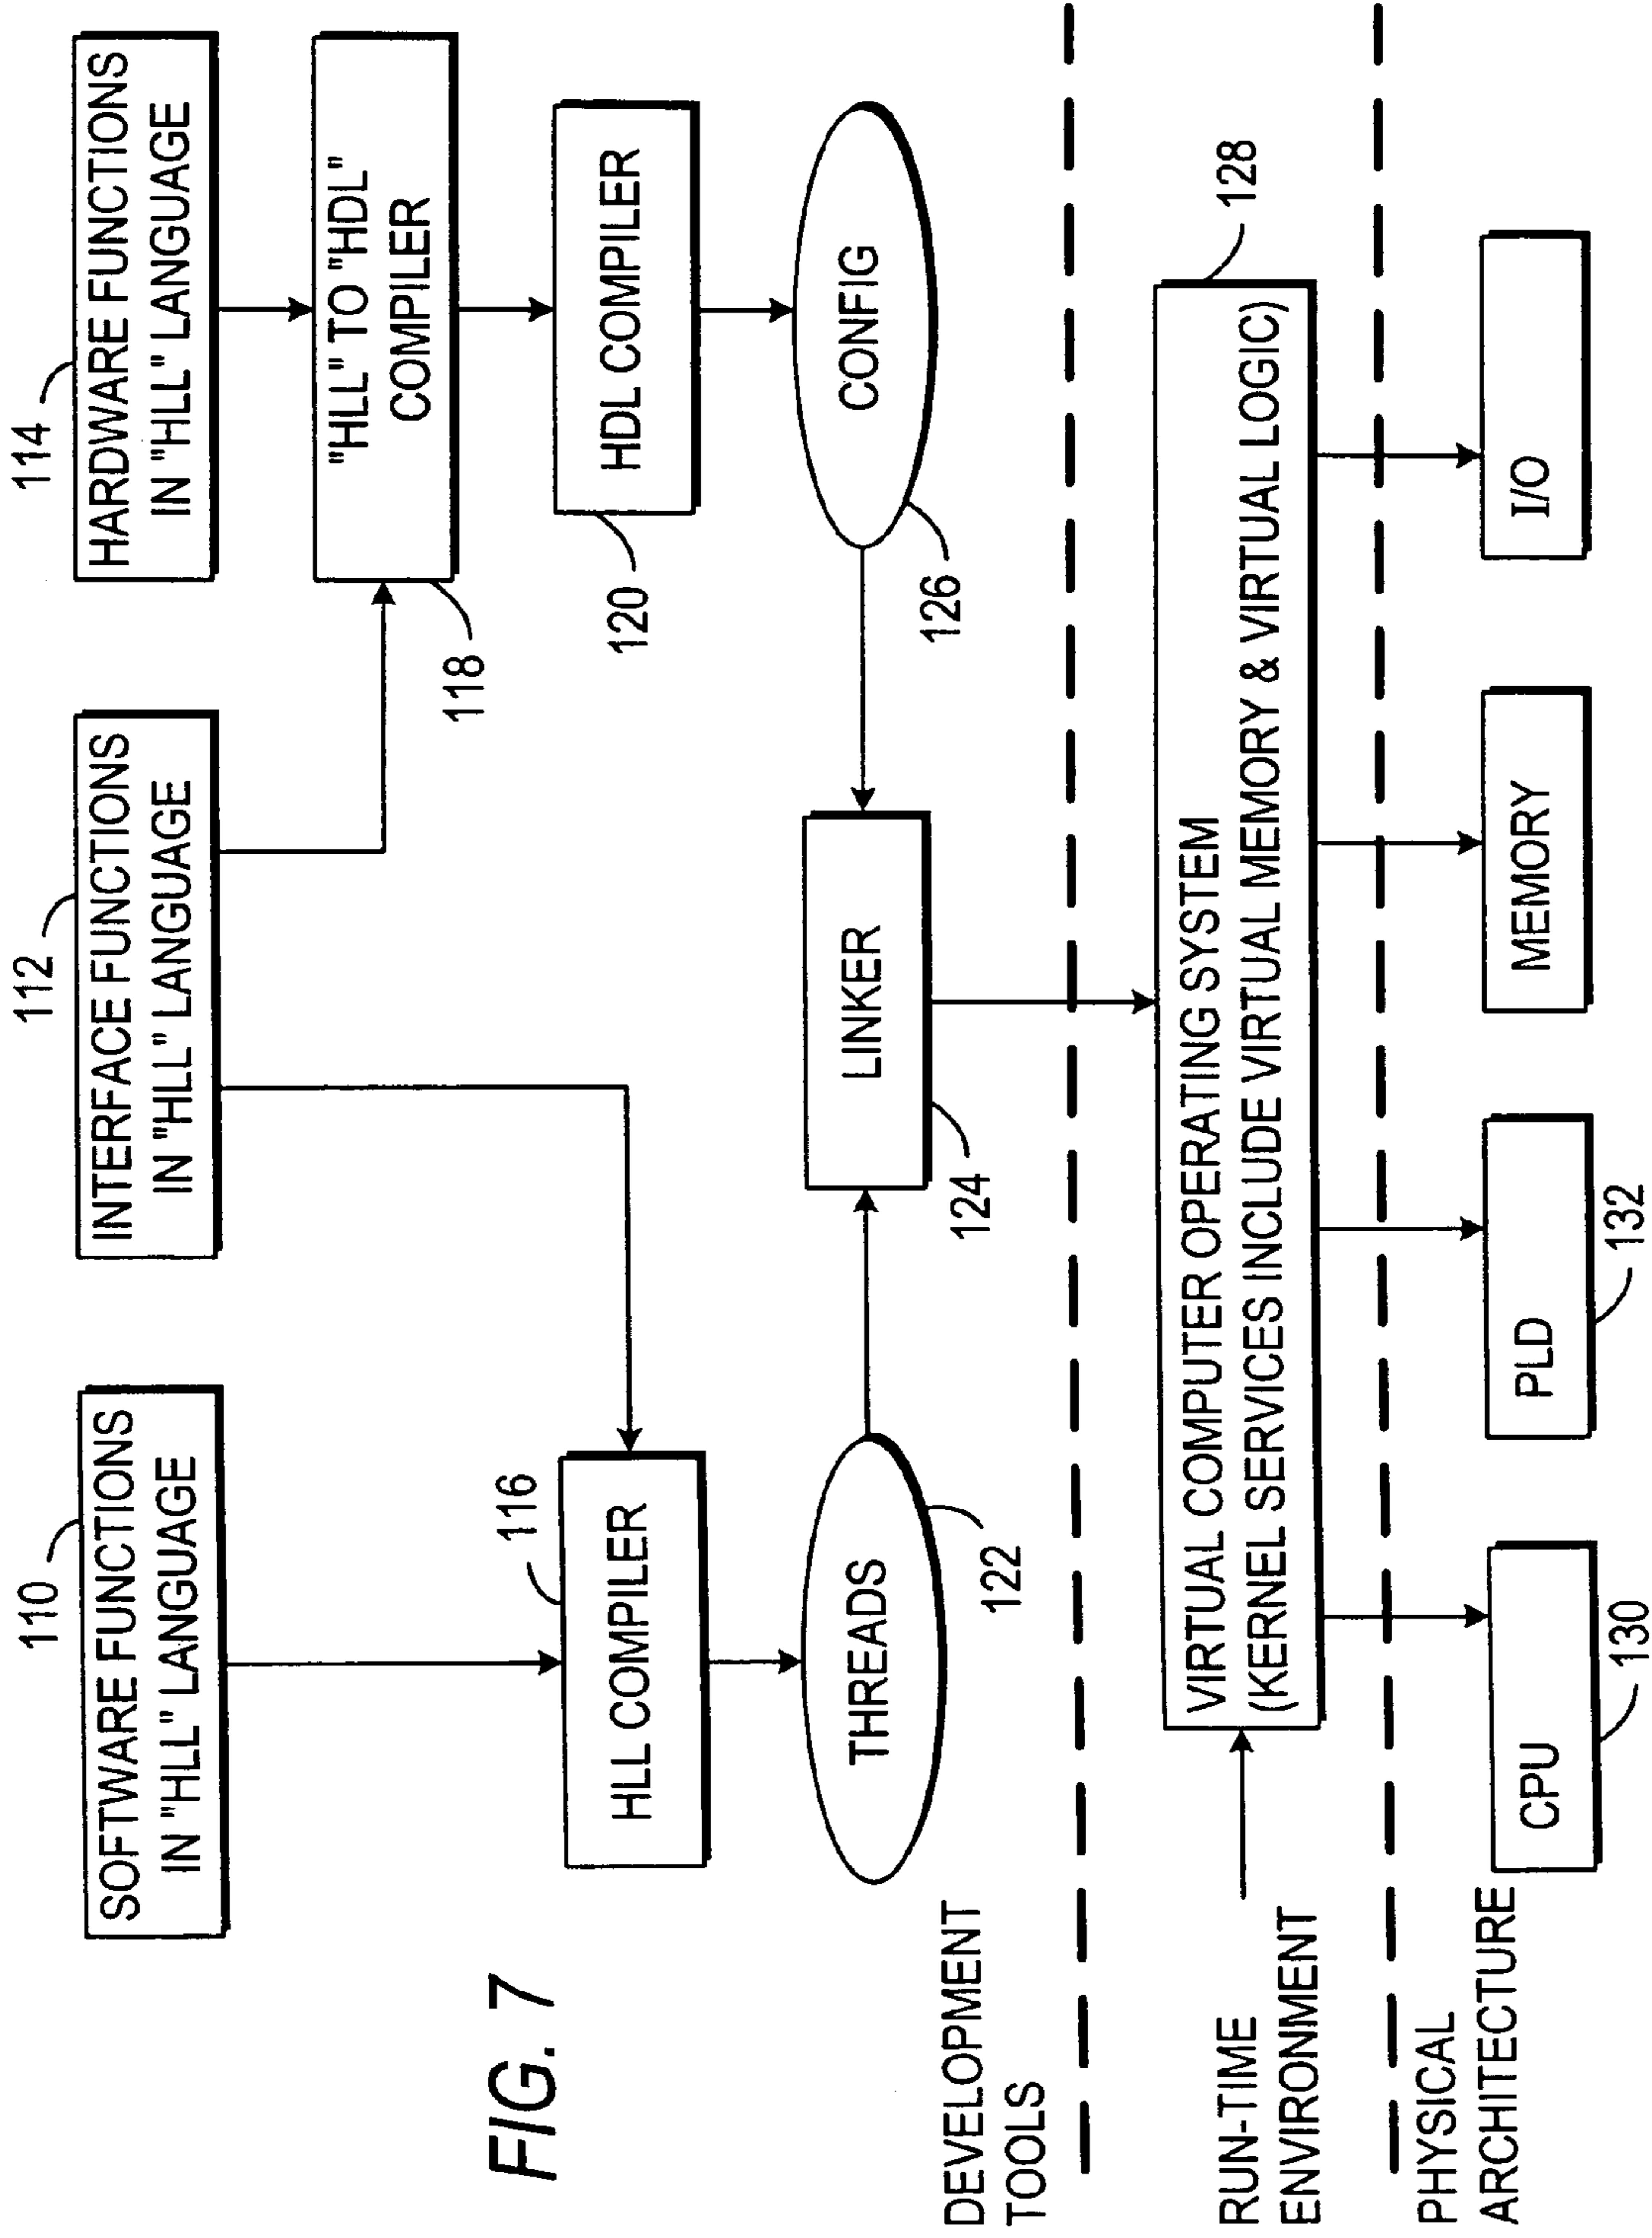 110
112
114
SOFTWARE FUNCTIONS
IN "HLL" LANGUAGE
INTERFACE FUNCTIONS
IN "HLL" LANGUAGE
HARDWARE FUNCTIONS
IN "HLL" LANGUAGE
"HLL" TO "HDL"
COMPILER
118
FIG. 7
116
HLL COMPILER
HDL COMPILER
120
THREADS
LINKER
CONFIG
122
124
126
DEVELOPMENT
TOOLS
128
VIRTUAL COMPUTER OPERATING SYSTEM
(KERNEL SERVICES INCLUDE VIRTUAL MEMORY & VIRTUAL LOGIC)
RUN-TIME
ENVIRONMENT
PHYSICAL
ARCHITECTURE
CPU
PLD
MEMORY
I/O
130
132